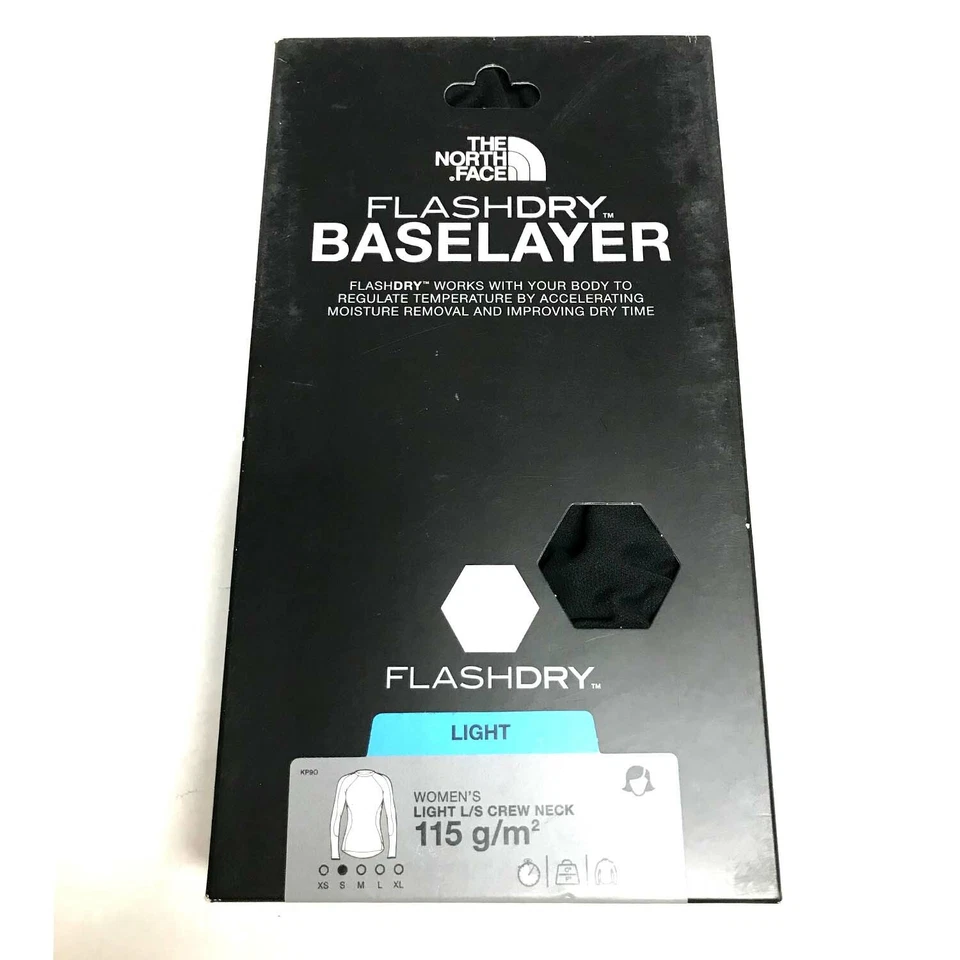 THE
NORTH
FACE
FLASHDRY™
BASELAYER
FLASHDRY™ WORKS WITH YOUR BODY TO
REGULATE TEMPERATURE BY ACCELERATING
MOISTURE REMOVAL AND IMPROVING DRY TIME
FLASHDRY™
LIGHT
KP90
WOMEN'S
LIGHT L/S CREW NECK
115 g/m²
XS S M L XL